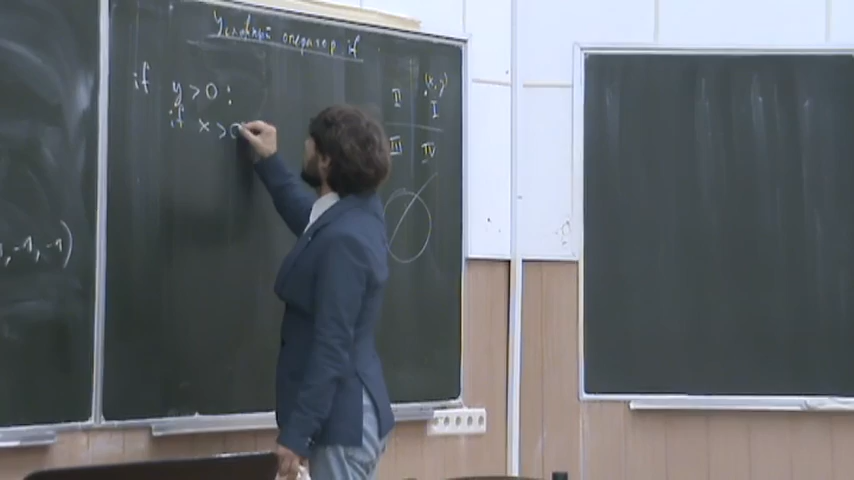 Условный оператор if
if y > 0 :
if x > 0
(x, y)
II I
III IV
, -1, -1)